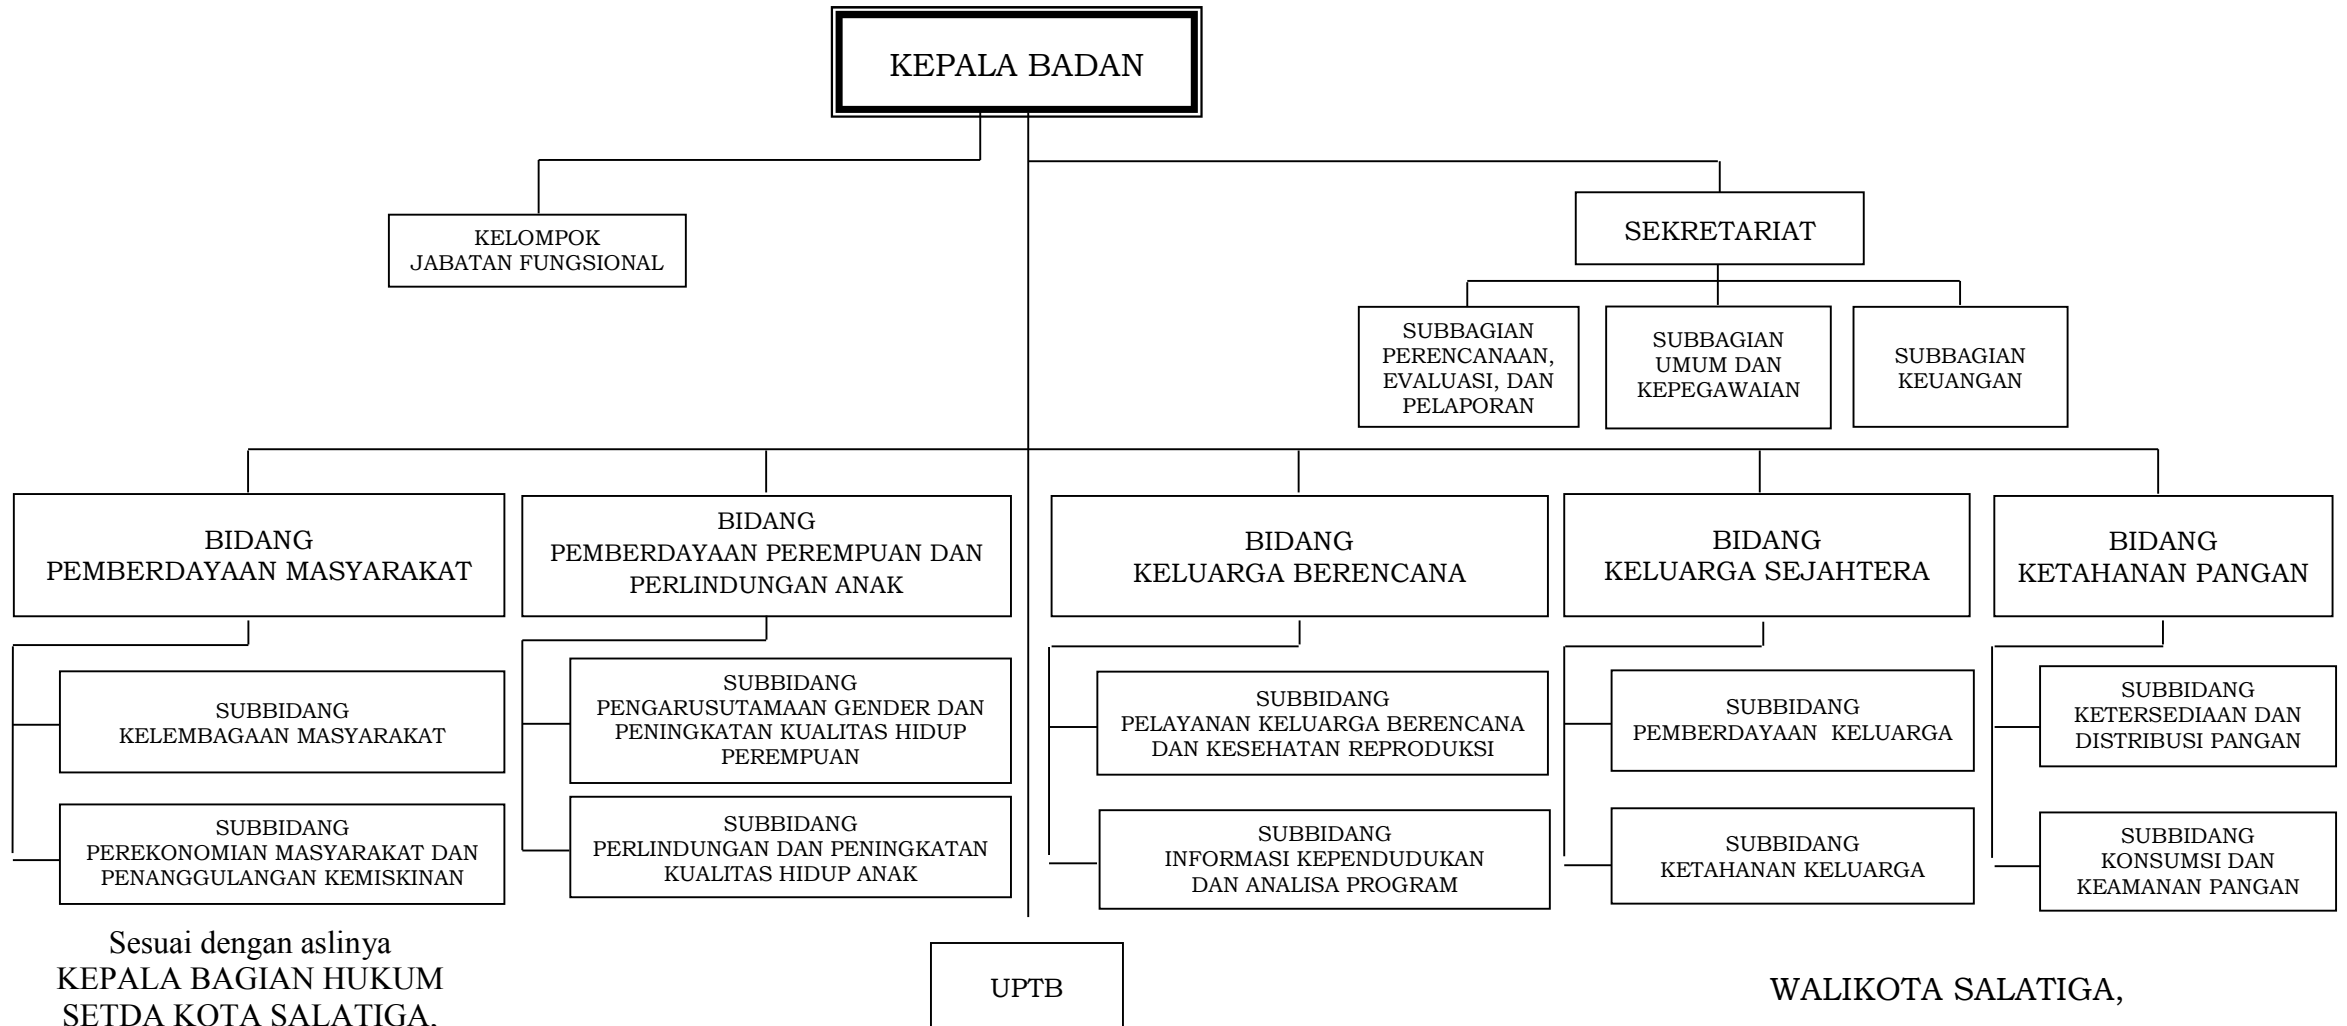 KEPALA BADAN
KELOMPOK
JABATAN FUNGSIONAL
SEKRETARIAT
SUBBAGIAN
PERENCANAAN,
EVALUASI, DAN
PELAPORAN
SUBBAGIAN
UMUM DAN
KEPEGAWAIAN
SUBBAGIAN
KEUANGAN
BIDANG
PEMBERDAYAAN MASYARAKAT
BIDANG
PEMBERDAYAAN PEREMPUAN DAN
PERLINDUNGAN ANAK
BIDANG
KELUARGA BERENCANA
BIDANG
KELUARGA SEJAHTERA
BIDANG
KETAHANAN PANGAN
SUBBIDANG
KELEMBAGAAN MASYARAKAT
SUBBIDANG
PEREKONOMIAN MASYARAKAT DAN
PENANGGULANGAN KEMISKINAN
SUBBIDANG
PENGARUSUTAMAAN GENDER DAN
PENINGKATAN KUALITAS HIDUP
PEREMPUAN
SUBBIDANG
PERLINDUNGAN DAN PENINGKATAN
KUALITAS HIDUP ANAK
SUBBIDANG
PELAYANAN KELUARGA BERENCANA
DAN KESEHATAN REPRODUKSI
SUBBIDANG
INFORMASI KEPENDUDUKAN
DAN ANALISA PROGRAM
SUBBIDANG
PEMBERDAYAAN  KELUARGA
SUBBIDANG
KETAHANAN KELUARGA
SUBBIDANG
KETERSEDIAAN DAN
DISTRIBUSI PANGAN
SUBBIDANG
KONSUMSI DAN
KEAMANAN PANGAN
Sesuai dengan aslinya
KEPALA BAGIAN HUKUM
SETDA KOTA SALATIGA,
UPTB
WALIKOTA SALATIGA,